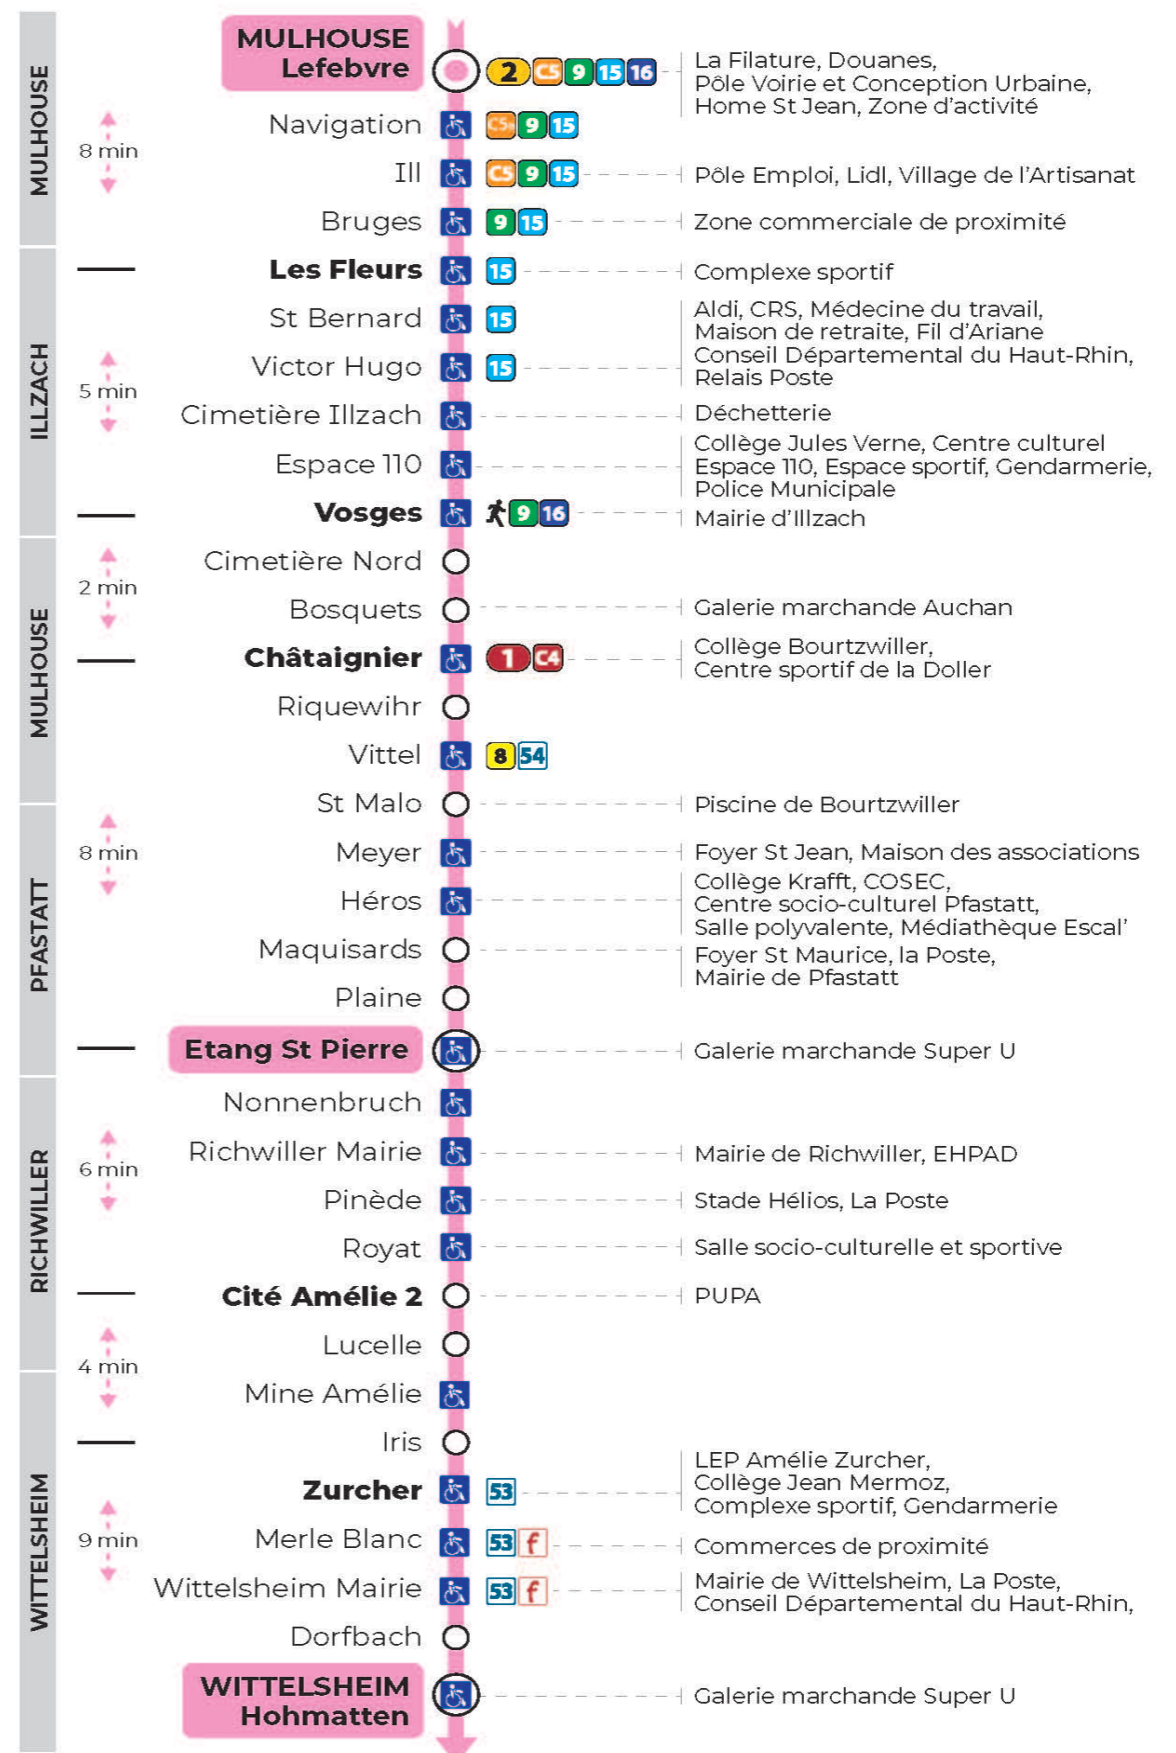 MULHOUSE
MULHOUSE
Lefebvre
2 C5 9 15 16
La Filature, Douanes,
Pôle Voirie et Conception Urbaine,
Home St Jean, Zone d'activité
8 min
Navigation
9 15
Ill
C5 9 15
Pôle Emploi, Lidl, Village de l'Artisanat
Bruges
9 15
Zone commerciale de proximité
ILLZACH
Les Fleurs
15
Complexe sportif
St Bernard
15
Aldi, CRS, Médecine du travail,
Maison de retraite, Fil d'Ariane
Victor Hugo
15
Conseil Départemental du Haut-Rhin,
Relais Poste
5 min
Cimetière Illzach
Déchetterie
Espace 110
Collège Jules Verne, Centre culturel
Espace 110, Espace sportif, Gendarmerie,
Police Municipale
Vosges
9 16
Mairie d'Illzach
MULHOUSE
Cimetière Nord
2 min
Bosquets
Galerie marchande Auchan
Châtaignier
1 C4
Collège Bourtzwiller,
Centre sportif de la Doller
Riquewihr
Vittel
8 54
PFASTATT
St Malo
Piscine de Bourtzwiller
8 min
Meyer
Foyer St Jean, Maison des associations
Héros
Collège Krafft, COSEC,
Centre socio-culturel Pfastatt,
Salle polyvalente, Médiathèque Escal'
Maquisards
Foyer St Maurice, la Poste,
Mairie de Pfastatt
Plaine
Etang St Pierre
Galerie marchande Super U
RICHWILLER
Nonnenbruch
Richwiller Mairie
Mairie de Richwiller, EHPAD
6 min
Pinède
Stade Hélios, La Poste
Royat
Salle socio-culturelle et sportive
Cité Amélie 2
PUPA
Lucelle
4 min
WITTELSHEIM
Mine Amélie
Iris
Zurcher
53
LEP Amélie Zurcher,
Collège Jean Mermoz,
Complexe sportif, Gendarmerie
9 min
Merle Blanc
53 f
Commerces de proximité
Wittelsheim Mairie
53 f
Mairie de Wittelsheim, La Poste,
Conseil Départemental du Haut-Rhin,
Dorfbach
WITTELSHEIM
Hohmatten
Galerie marchande Super U